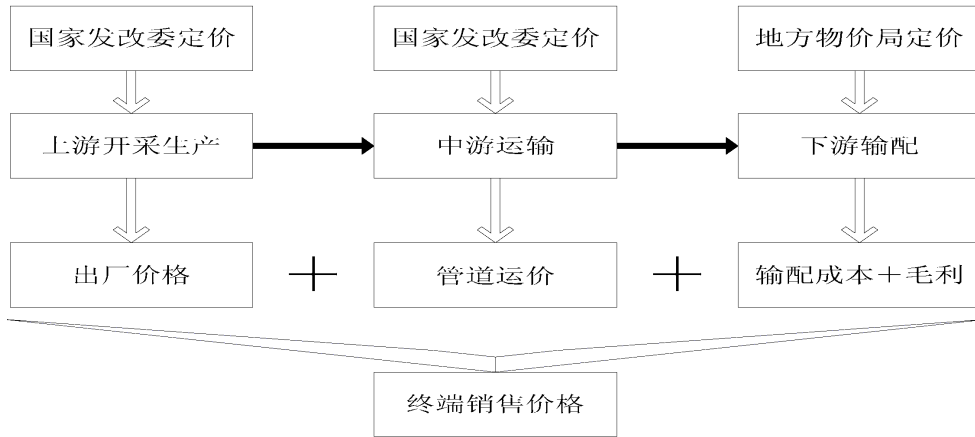 国家发改委定价
国家发改委定价
地方物价局定价
上游开采生产
中游运输
下游输配
出厂价格
+
管道运价
+
输配成本＋毛利
终端销售价格